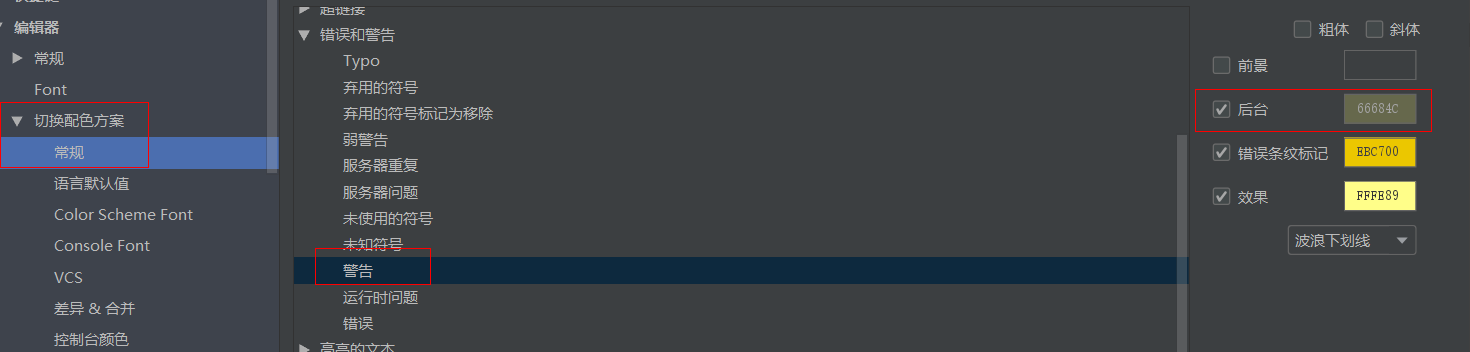 编辑器
常规
Font
切换配色方案
常规
语言默认值
Color Scheme Font
Console Font
VCS
差异 & 合并
控制台颜色
超链接
错误和警告
Typo
弃用的符号
弃用的符号标记为移除
弱警告
服务器重复
服务器问题
未使用的符号
未知符号
警告
运行时问题
错误
高亮的文本
粗体 斜体
前景
后台 66684C
错误条纹标记 EBC700
效果 FFFE89
波浪下划线